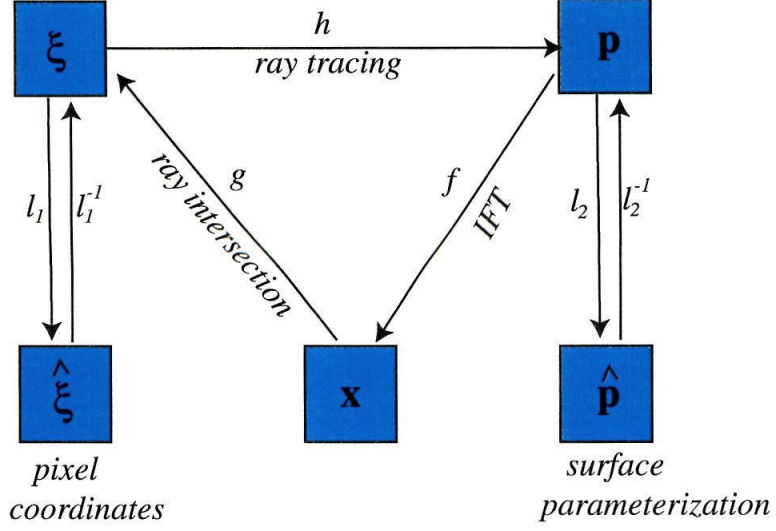 h
ξ
p
ray tracing
g
ray intersection
f
IFT
l₁
l₁⁻¹
l₂
l₂⁻¹
ξ̂
x
p̂
pixel
coordinates
surface
parameterization